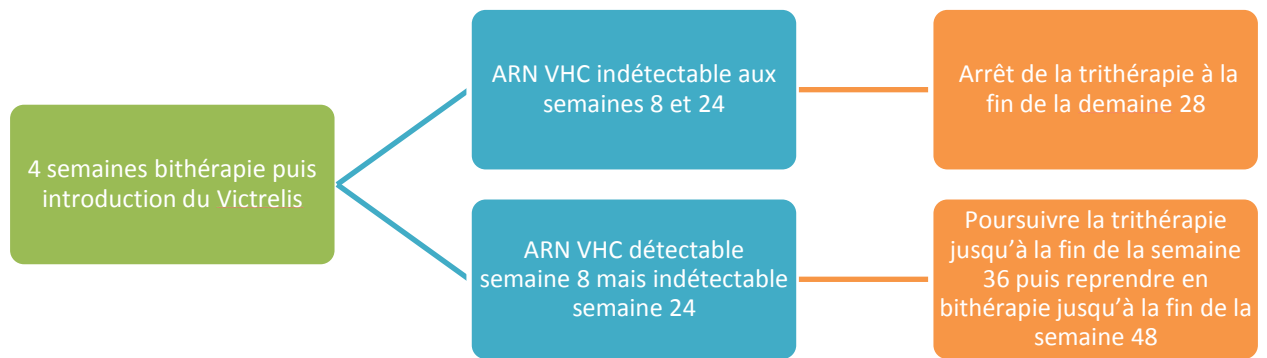 4 semaines bithérapie puis
introduction du Victrelis
ARN VHC indétectable aux
semaines 8 et 24
Arrêt de la trithérapie à la
fin de la demaine 28
ARN VHC détectable
semaine 8 mais indétectable
semaine 24
Poursuivre la trithérapie
jusqu’à la fin de la semaine
36 puis reprendre en
bithérapie jusqu’à la fin de la
semaine 48